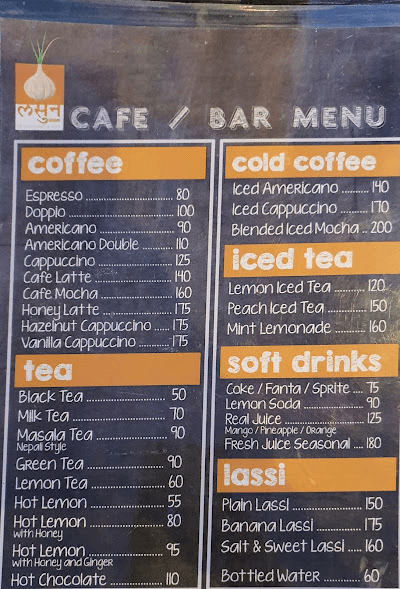 लसुन
CAFE / BAR MENU
coffee
Espresso .......... 80
Doppio .......... 100
Americano .......... 90
Americano Double .......... 110
Cappuccino .......... 125
Cafe Latte .......... 140
Cafe Mocha .......... 160
Honey Latte .......... 175
Hazelnut Cappuccino ..... 175
Vanilla Cappuccino ..... 175
tea
Black Tea .......... 50
Milk Tea .......... 70
Masala Tea .......... 90
Nepali Style
Green Tea .......... 90
Lemon Tea .......... 60
Hot Lemon .......... 55
Hot Lemon .......... 80
with Honey
Hot Lemon .......... 95
with Honey and Ginger
Hot Chocolate .......... 110
cold coffee
Iced Americano .......... 140
Iced Cappuccino .......... 170
Blended Iced Mocha .. 200
iced tea
Lemon Iced Tea .......... 120
Peach Iced Tea .......... 150
Mint Lemonade .......... 160
soft drinks
Coke / Fanta / Sprite .... 75
Lemon Soda .......... 90
Real Juice .......... 125
Mango / Pineapple / Orange
Fresh Juice Seasonal .... 180
lassi
Plain Lassi .......... 150
Banana Lassi .......... 175
Salt & Sweet Lassi ..... 160
Bottled Water .......... 60